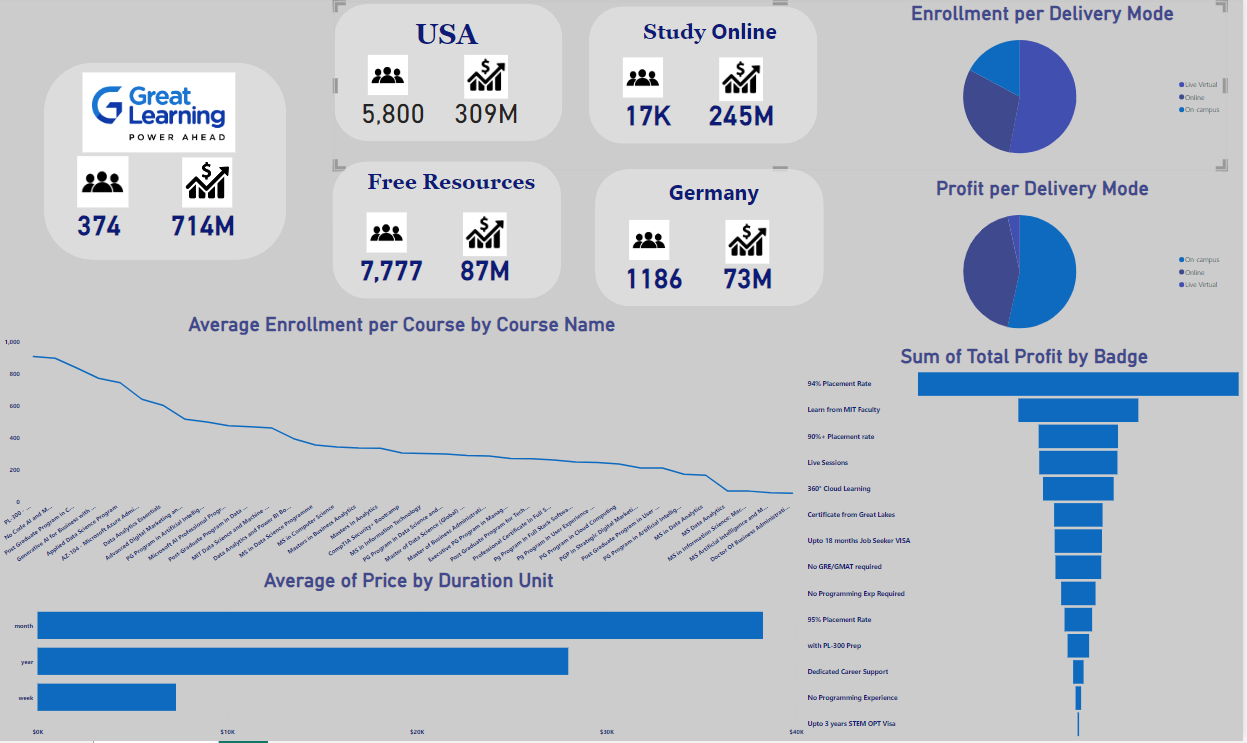 Great
Learning
POWER AHEAD
374
714M
USA
5,800
309M
Study Online
17K
245M
Free Resources
7,777
87M
Germany
1186
73M
Enrollment per Delivery Mode
Live Virtual
Online
On campus
Profit per Delivery Mode
On campus
Online
Live Virtual
Average Enrollment per Course by Course Name
1,000
800
600
400
200
0
PL-300 ...
No Code AI and M...
Post Graduate Program in C...
Generative AI for Business with ...
Applied Data Science Program
AZ-104 - Microsoft Azure Admi...
Data Analytics Essentials
Advanced Digital Marketing an...
PG Program in Artificial Intellig...
Microsoft AI Professional Progr...
Post Graduate Program in Data ...
MIT Data Science and Machine ...
Data Analytics and Power BI Bo...
MS in Data Science Programme
MS in Computer Science
Masters in Business Analytics
Masters in Analytics
CompTIA Security+ Bootcamp
MS in Information Technology
PG Program in Data Science and...
Master of Data Science (Global) ...
Master of Business Administrati...
Executive PG Program in Manag...
Post Graduate Program for Tech...
Professional Certificate in Full S...
Pg Program in Full Stack Softwa...
Pg Program in User Experience ...
PG Program in Cloud Computing
PGP in Strategic Digital Marketi...
Post Graduate Program in User...
PG Program in Artificial Intellig...
MS in Data Analytics
MS Data Analytics
MS in Information Science: Mac...
MS Artificial Intelligence and M...
Doctor Of Business Administrati...
Average of Price by Duration Unit
month
year
week
$0K
$10K
$20K
$30K
$40K
Sum of Total Profit by Badge
94% Placement Rate
Learn from MIT Faculty
90%+ Placement rate
Live Sessions
360° Cloud Learning
Certificate from Great Lakes
Upto 18 months Job Seeker VISA
No GRE/GMAT required
No Programming Exp Required
95% Placement Rate
with PL-300 Prep
Dedicated Career Support
No Programming Experience
Upto 3 years STEM OPT Visa